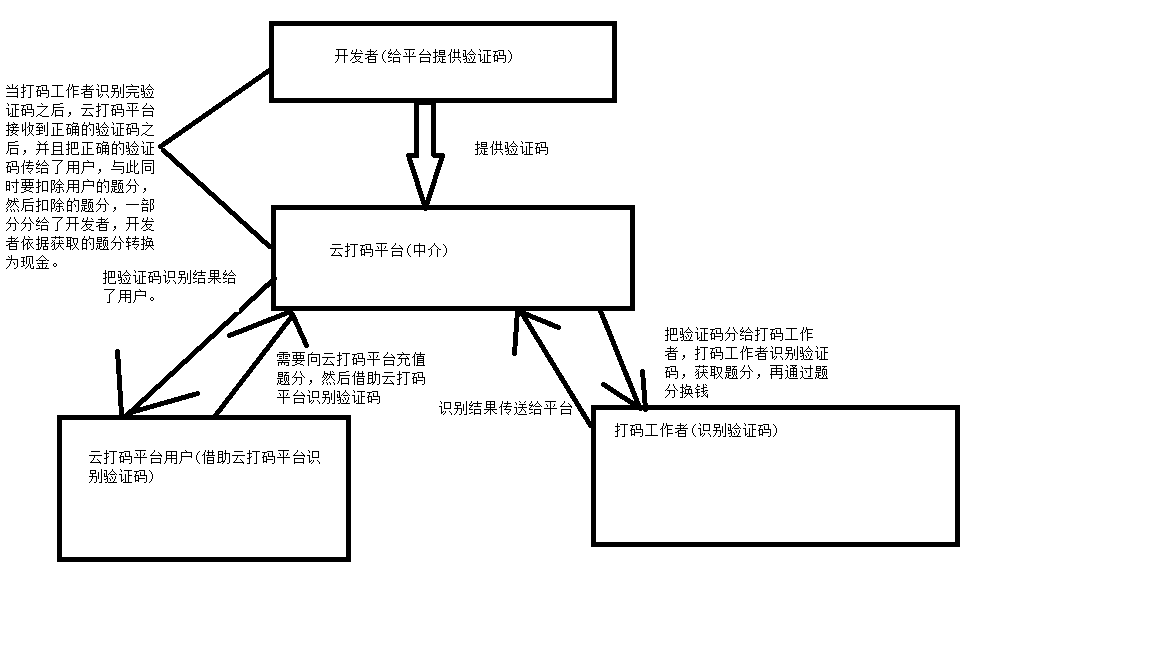 开发者(给平台提供验证码)
当打码工作者识别完验
证码之后，云打码平台
接收到正确的验证码之
后，并且把正确的验证
码传给了用户，与此同
时要扣除用户的题分，
然后扣除的题分，一部
分分给了开发者，开发
者依据获取的题分转换
为现金。
提供验证码
云打码平台(中介)
把验证码识别结果给
了用户。
需要向云打码平台充值
题分，然后借助云打码
平台识别验证码
识别结果传送给平台
把验证码分给打码工作
者，打码工作者识别验证
码，获取题分，再通过题
分换钱
云打码平台用户(借助云打码平台识
别验证码)
打码工作者(识别验证码)